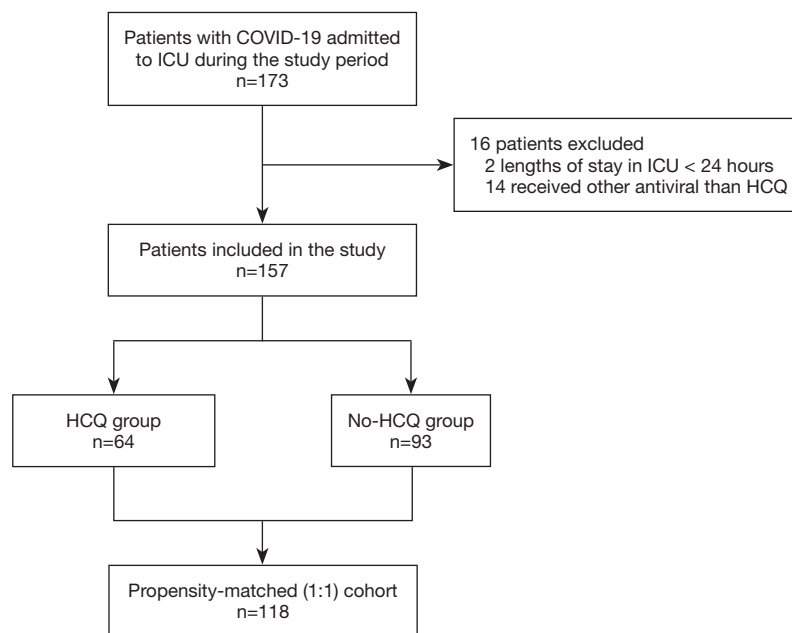 Patients with COVID-19 admitted
to ICU during the study period
n=173
16 patients excluded
2 lengths of stay in ICU < 24 hours
14 received other antiviral than HCQ
Patients included in the study
n=157
HCQ group
n=64
No-HCQ group
n=93
Propensity-matched (1:1) cohort
n=118